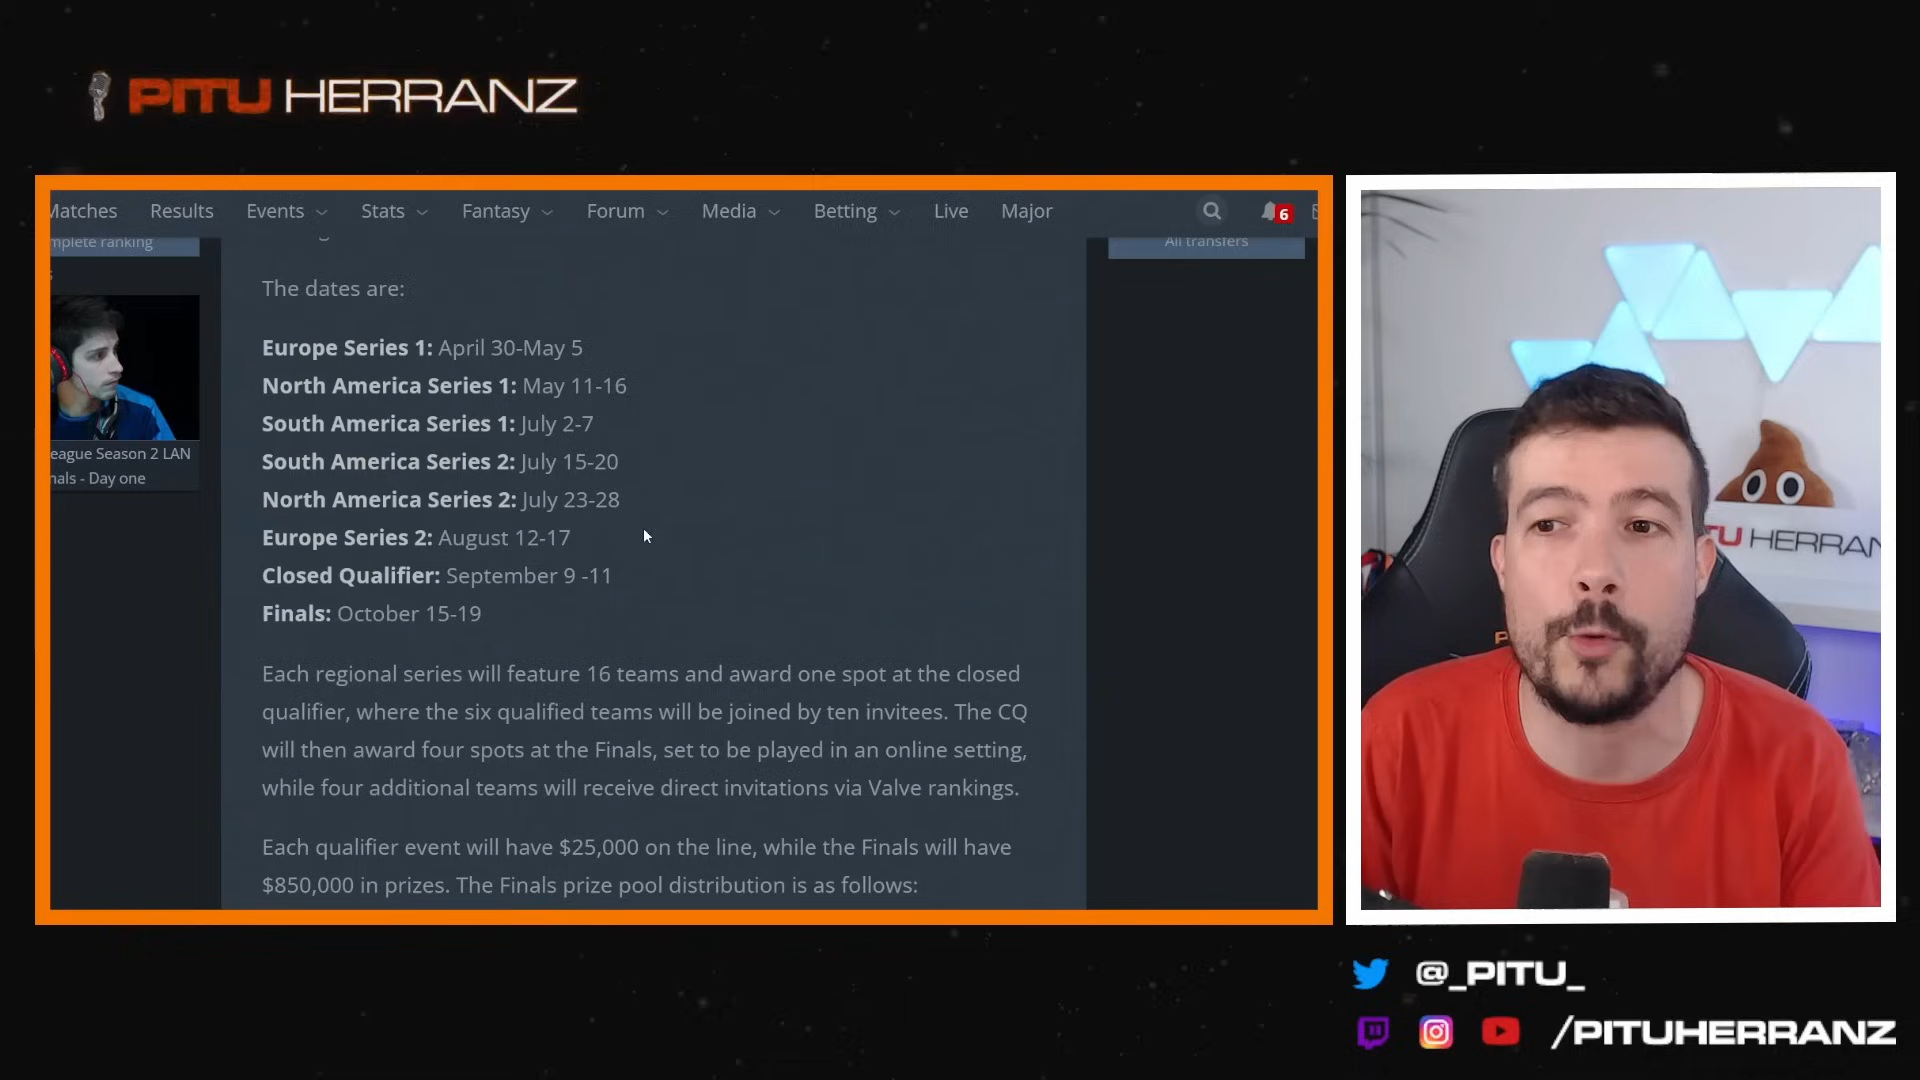 PITU HERRANZ
Matches Results Events Stats Fantasy Forum Media Betting Live Major 6
mplete ranking
All transfers
The dates are:
Europe Series 1: April 30-May 5
North America Series 1: May 11-16
South America Series 1: July 2-7
South America Series 2: July 15-20
North America Series 2: July 23-28
Europe Series 2: August 12-17
Closed Qualifier: September 9 -11
Finals: October 15-19
eague Season 2 LAN
nals - Day one
Each regional series will feature 16 teams and award one spot at the closed
qualifier, where the six qualified teams will be joined by ten invitees. The CQ
will then award four spots at the Finals, set to be played in an online setting,
while four additional teams will receive direct invitations via Valve rankings.
Each qualifier event will have $25,000 on the line, while the Finals will have
$850,000 in prizes. The Finals prize pool distribution is as follows:
TU HERRAN
@_PITU_
/PITUHERRANZ